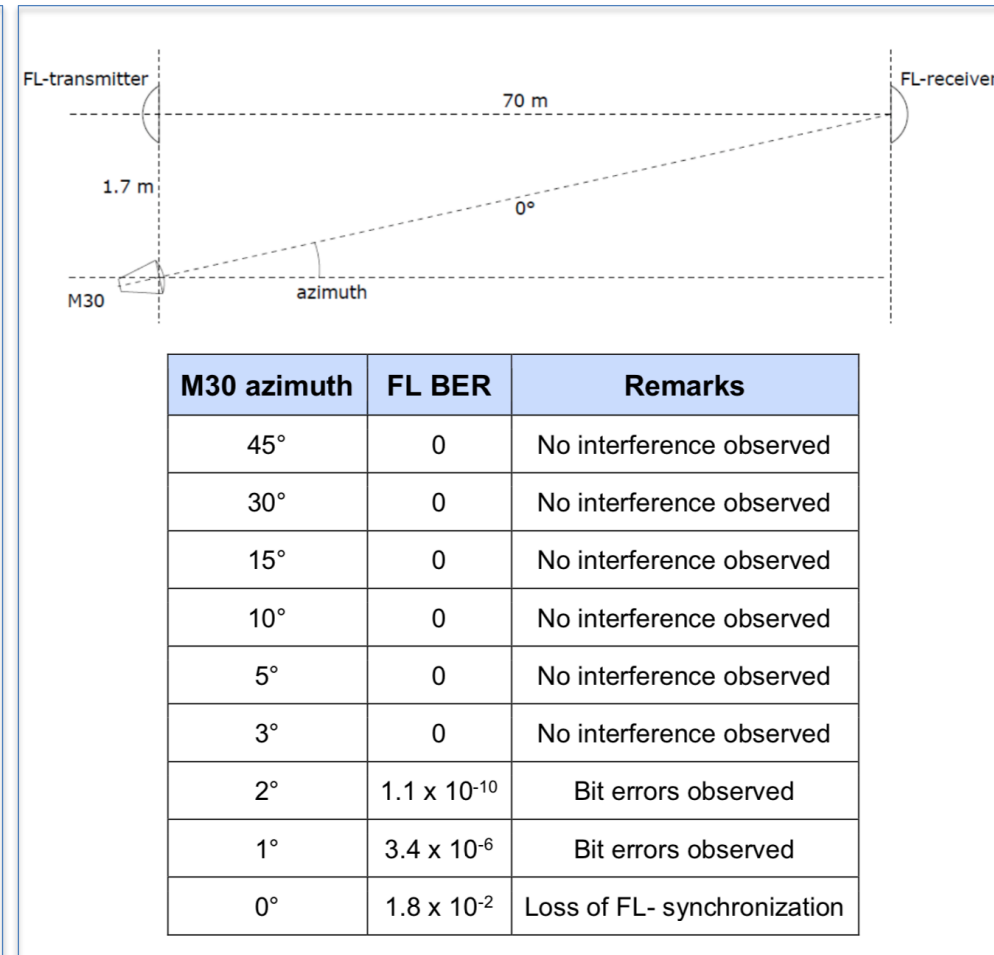 FL-transmitter
FL-receiver
70 m
1.7 m
0°
M30
azimuth
M30 azimuth FL BER Remarks
45° 0 No interference observed
30° 0 No interference observed
15° 0 No interference observed
10° 0 No interference observed
5° 0 No interference observed
3° 0 No interference observed
2° 1.1 x 10⁻¹⁰ Bit errors observed
1° 3.4 x 10⁻⁶ Bit errors observed
0° 1.8 x 10⁻² Loss of FL- synchronization